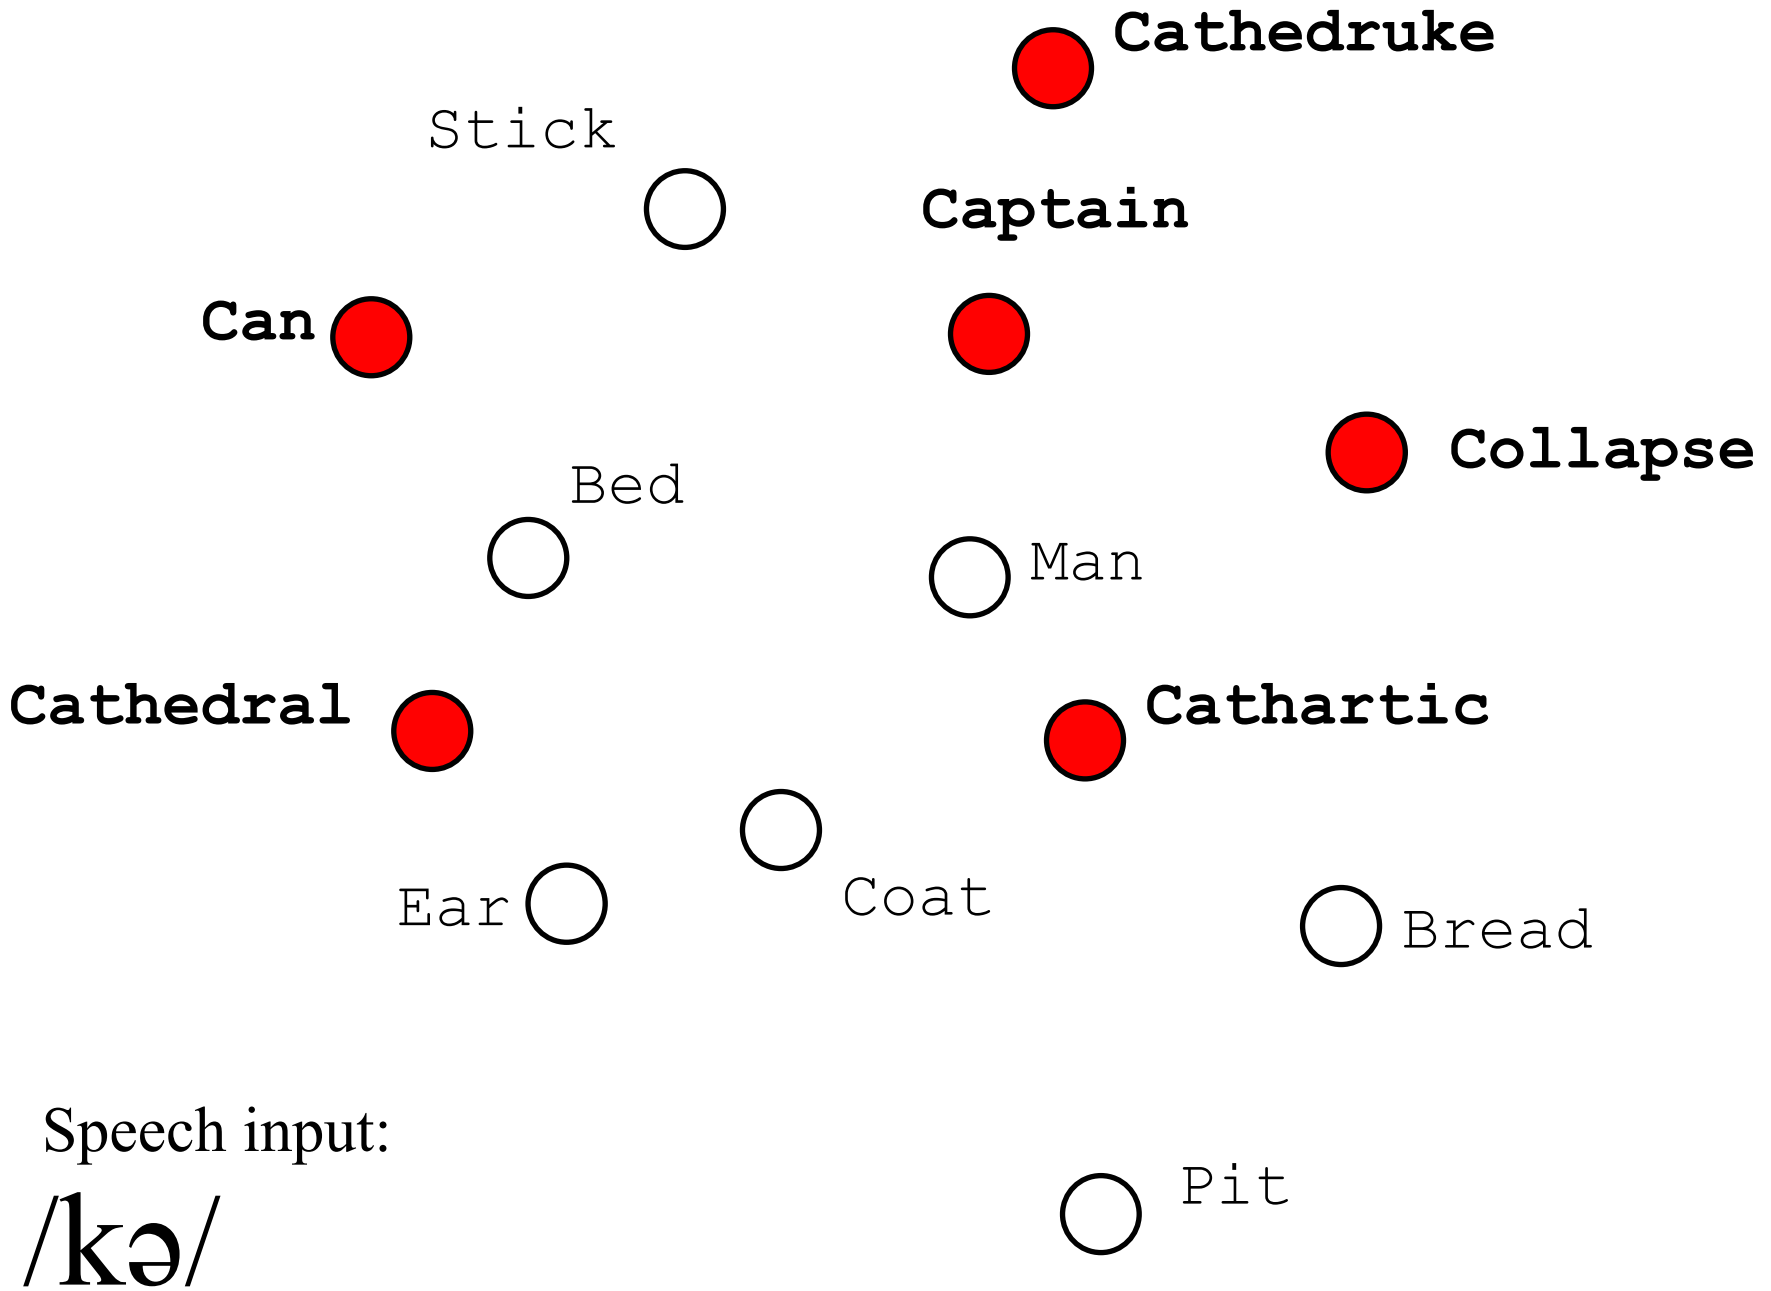 Cathedruke
Stick
Captain
Can
Collapse
Bed
Man
Cathedral
Cathartic
Coat
Ear
Bread
Speech input:
Pit
/kə/